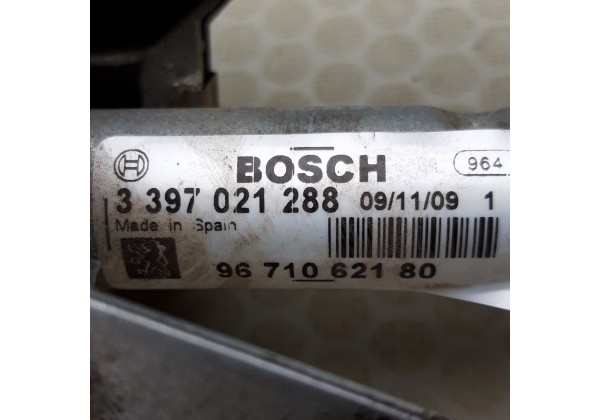 BOSCH 964
3 397 021 288 09/11/09 1
Made in Spain
96 710 621 80